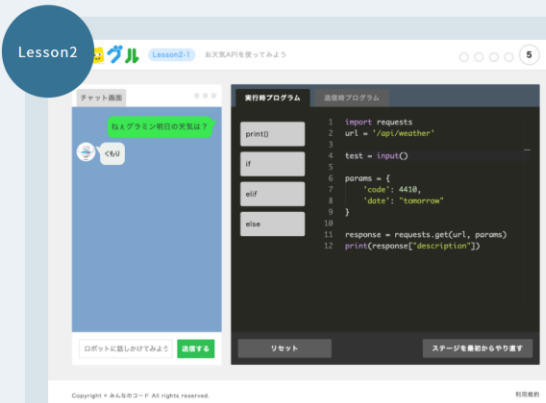 Lesson2
グル
Lesson2-1
お天気APIを使ってみよう
5
チャット画面
ねぇグラミン明日の天気は？
くもり
ロボットに話しかけてみよう
送信する
実行時プログラム
送信時プログラム
print()
if
elif
else
1 import requests
2 url = '/api/weather'
3
4 test = input()
5
6 params = {
7 'code': 4410,
8 'date': "tomorrow"
9 }
10
11 response = requests.get(url, params)
12 print(response["description"])
リセット
ステージを最初からやり直す
Copyright © みんなのコード All rights reserved.
利用規約